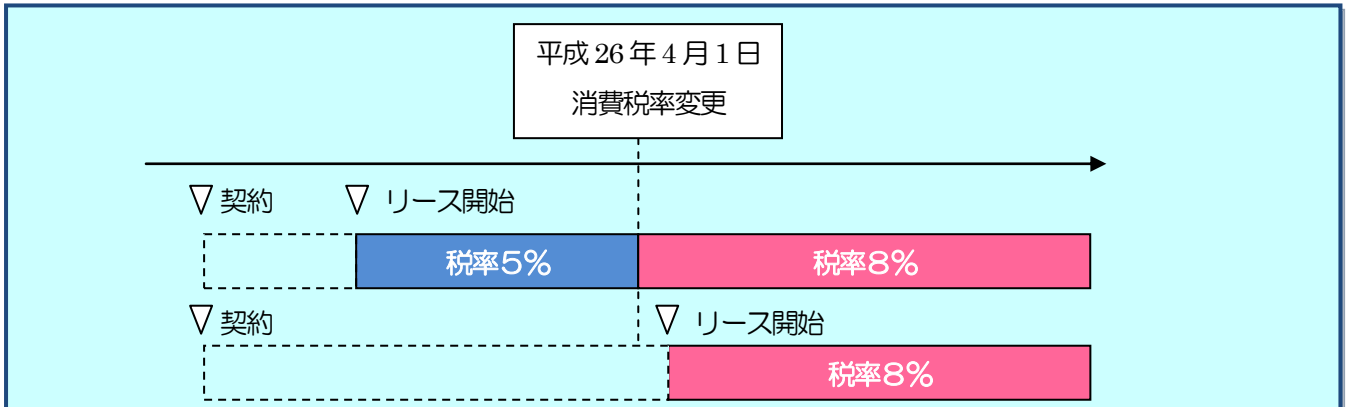 平成26年4月1日
消費税率変更
契約 リース開始
税率5% 税率8%
契約 リース開始
税率8%